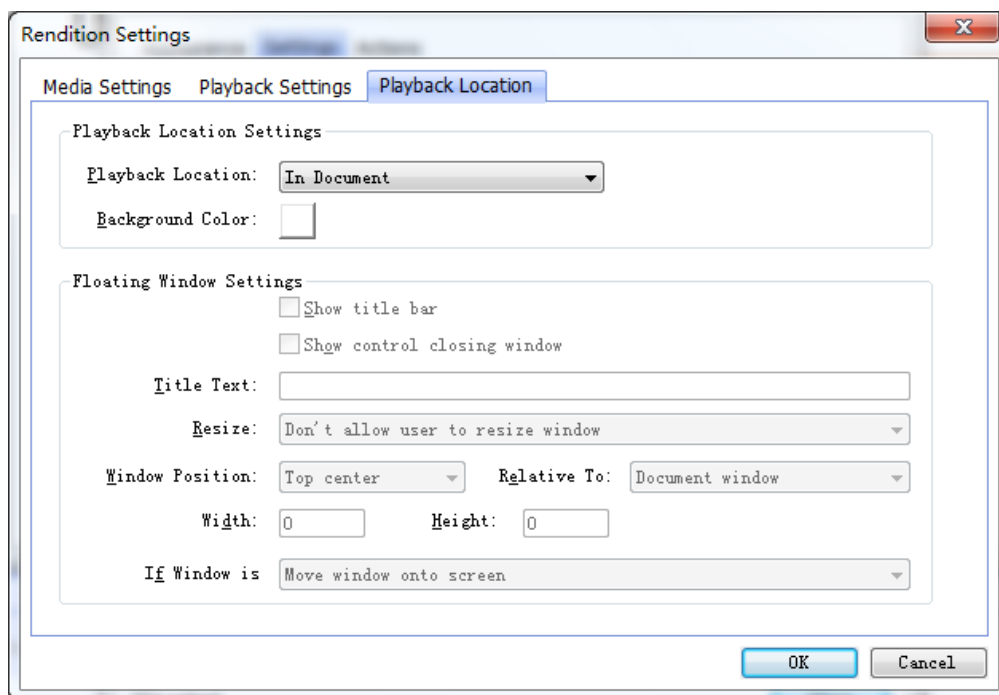 Rendition Settings
Settings Actions
Media Settings Playback Settings Playback Location
Playback Location Settings
Playback Location: In Document
Background Color:
Floating Window Settings
Show title bar
Show control closing window
Title Text:
Resize: Don't allow user to resize window
Window Position: Top center Relative To: Document window
Width: 0 Height: 0
If Window is Move window onto screen
OK Cancel